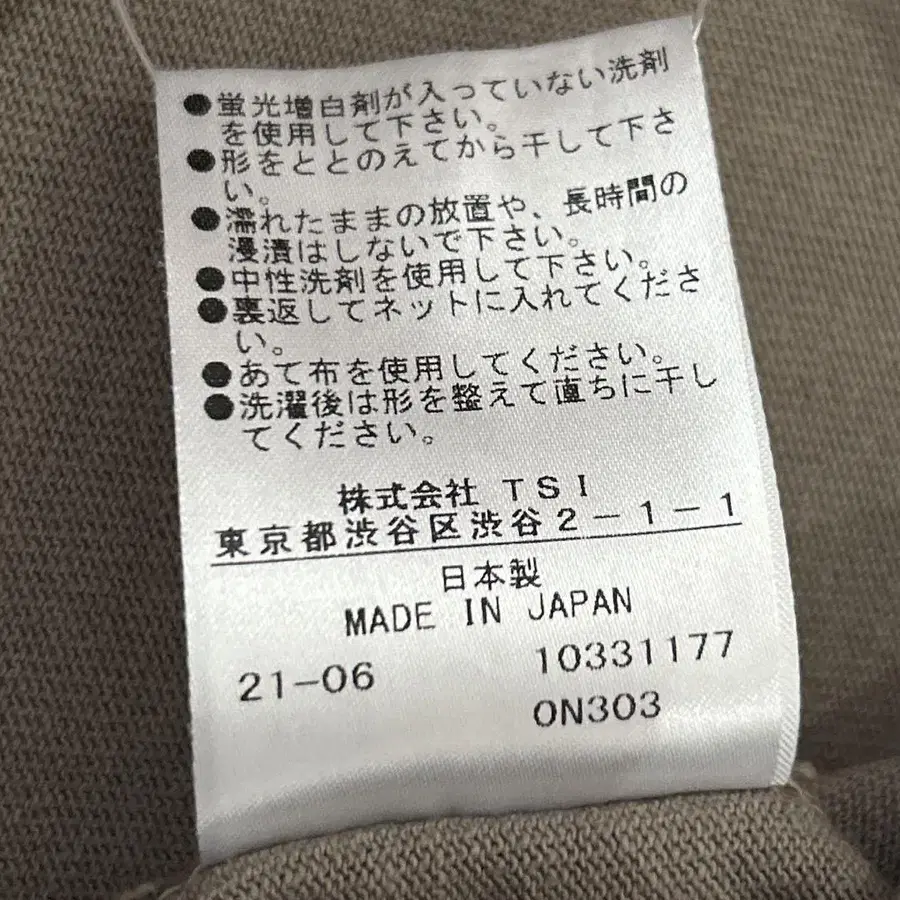 ●蛍光増白剤が入っていない洗剤
を使用して下さい。
●形をととのえてから干して下さ
い。
●濡れたままの放置や、長時間の
浸漬はしないで下さい。
●中性洗剤を使用して下さい。
●裏返してネットに入れてくださ
い。
●あて布を使用してください。
●洗濯後は形を整えて直ちに干し
てください。
株式会社 TSI
東京都渋谷区渋谷2-1-1
日本製
MADE IN JAPAN
21-06 10331177
0N303